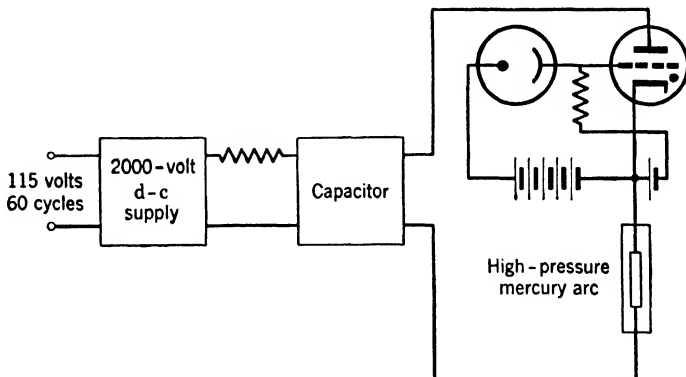 115 volts
60 cycles
2000-volt
d-c
supply
Capacitor
High-pressure
mercury arc